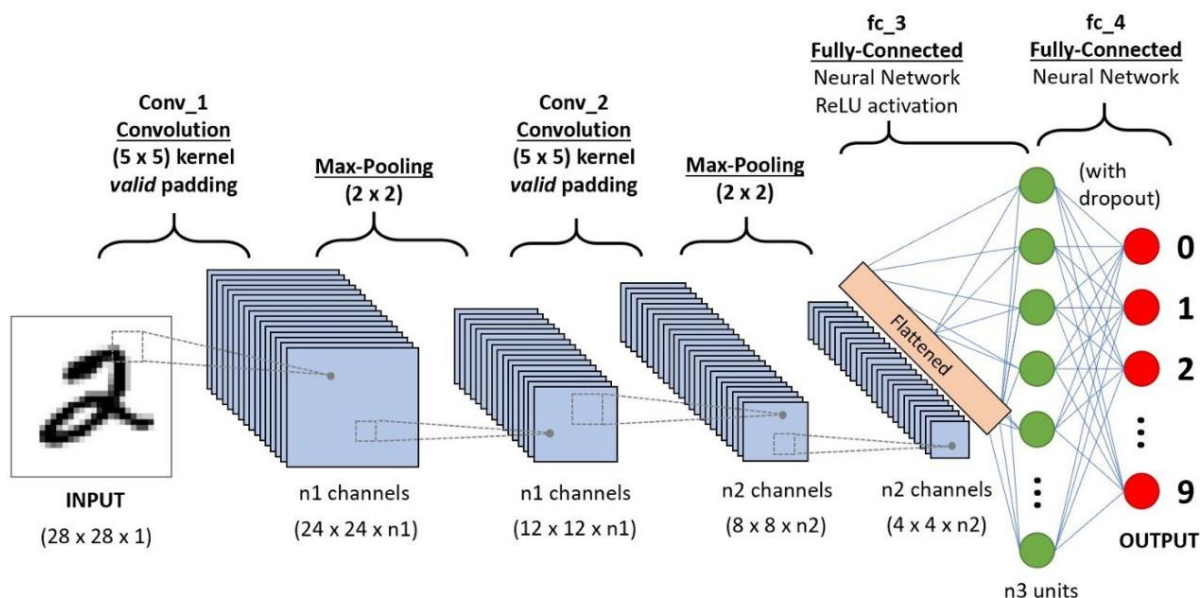 Conv_1
Convolution
(5 x 5) kernel
valid padding
Max-Pooling
(2 x 2)
Conv_2
Convolution
(5 x 5) kernel
valid padding
Max-Pooling
(2 x 2)
fc_3
Fully-Connected
Neural Network
ReLU activation
fc_4
Fully-Connected
Neural Network
(with
dropout)
Flattened
0
1
2
9
OUTPUT
INPUT
(28 x 28 x 1)
n1 channels
(24 x 24 x n1)
n1 channels
(12 x 12 x n1)
n2 channels
(8 x 8 x n2)
n2 channels
(4 x 4 x n2)
n3 units
2